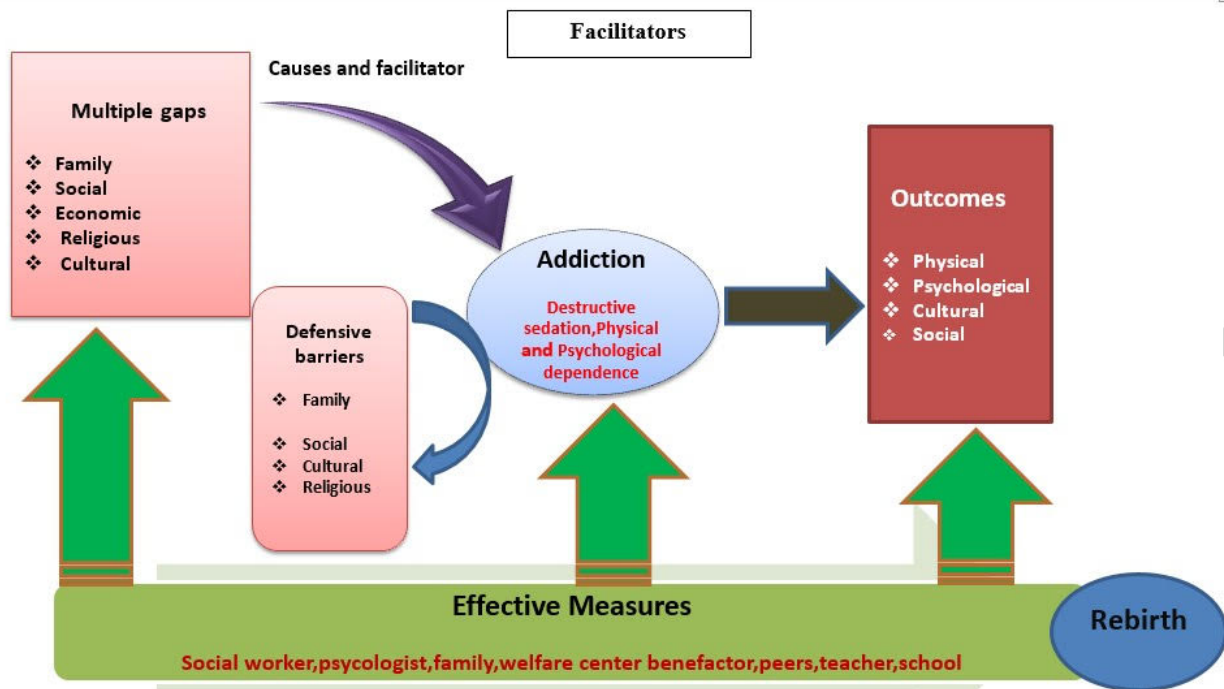 Facilitators
Causes and facilitator
Multiple gaps
❖ Family
❖ Social
❖ Economic
❖ Religious
❖ Cultural
Defensive
barriers
❖ Family
❖ Social
❖ Cultural
❖ Religious
Addiction
Destructive
sedation,Physical
and Psychological
dependence
Outcomes
❖ Physical
❖ Psychological
❖ Cultural
❖ Social
Effective Measures
Social worker,psycologist,family,welfare center benefactor,peers,teacher,school
Rebirth